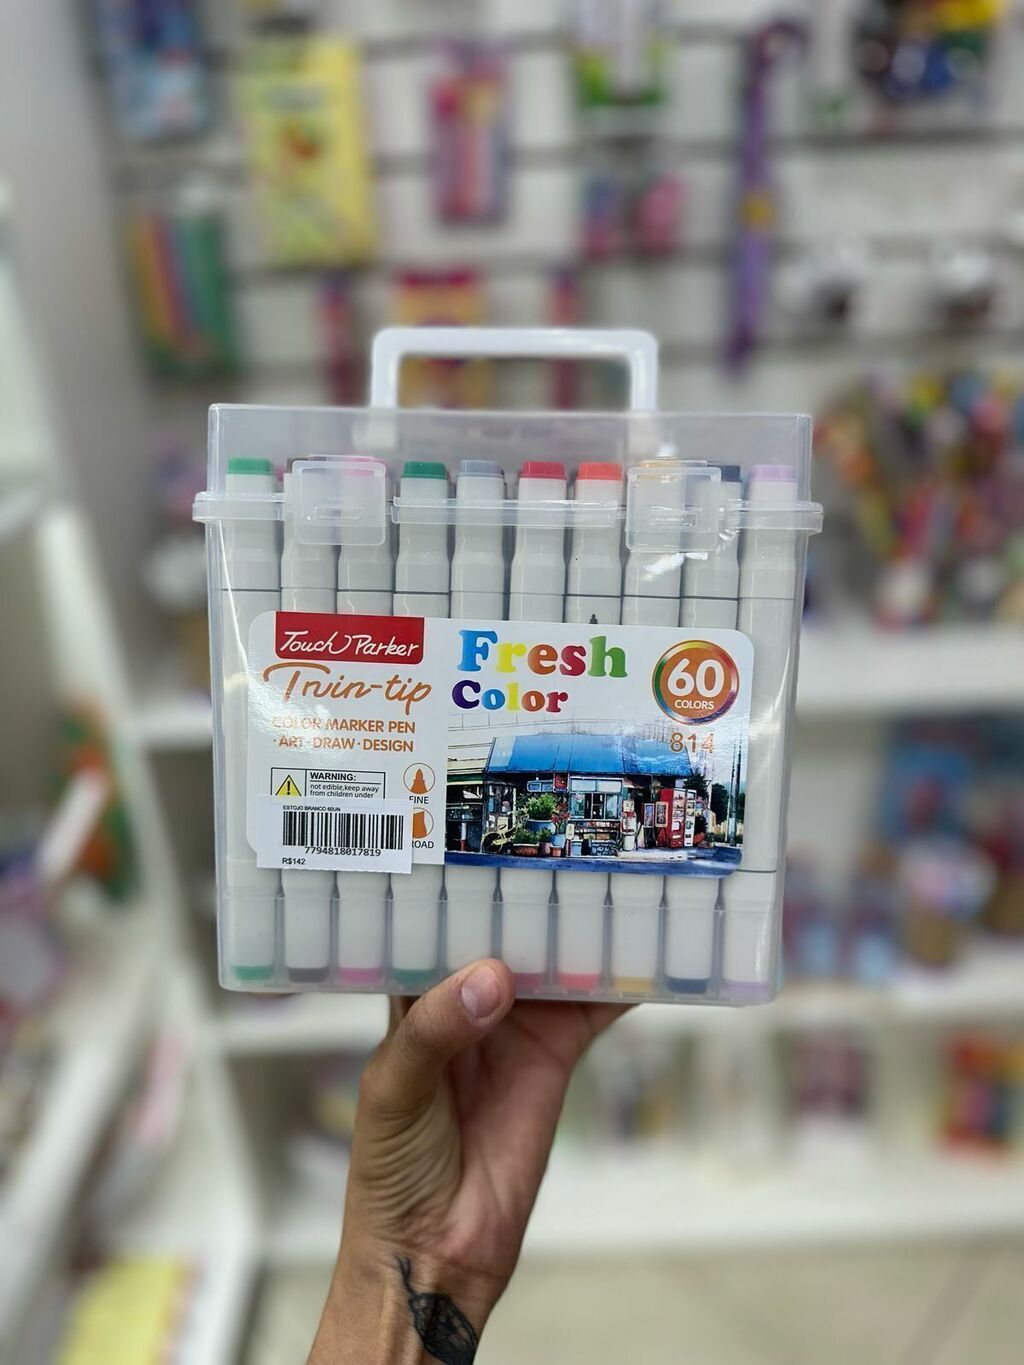 Touch Parker
Twin-tip
COLOR MARKER PEN
·ART·DRAW·DESIGN
Fresh
Color
60
COLORS
814
WARNING:
not edible,keep away
from children under
FINE
ROAD
ESTOJO BRANCO 60UN
7794818017819
R$142